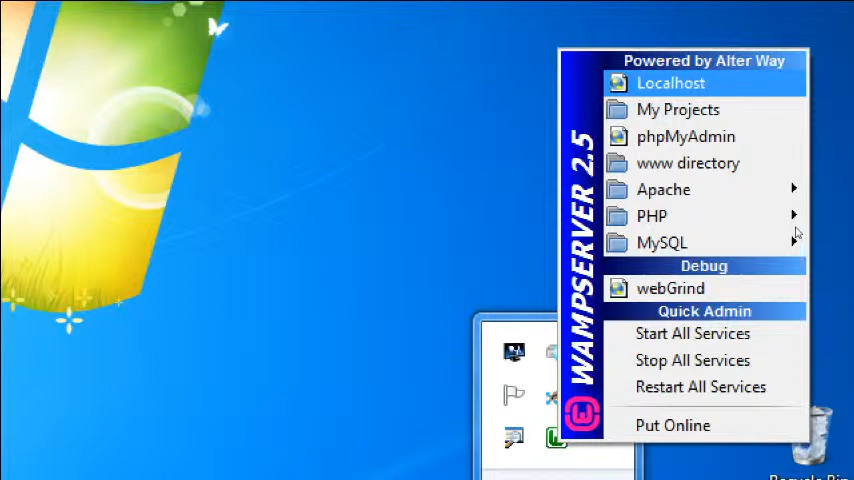 Powered by Alter Way
Localhost
My Projects
phpMyAdmin
www directory
Apache
PHP
MySQL
Debug
webGrind
Quick Admin
Start All Services
Stop All Services
Restart All Services
Put Online
WAMPSERVER 2.5